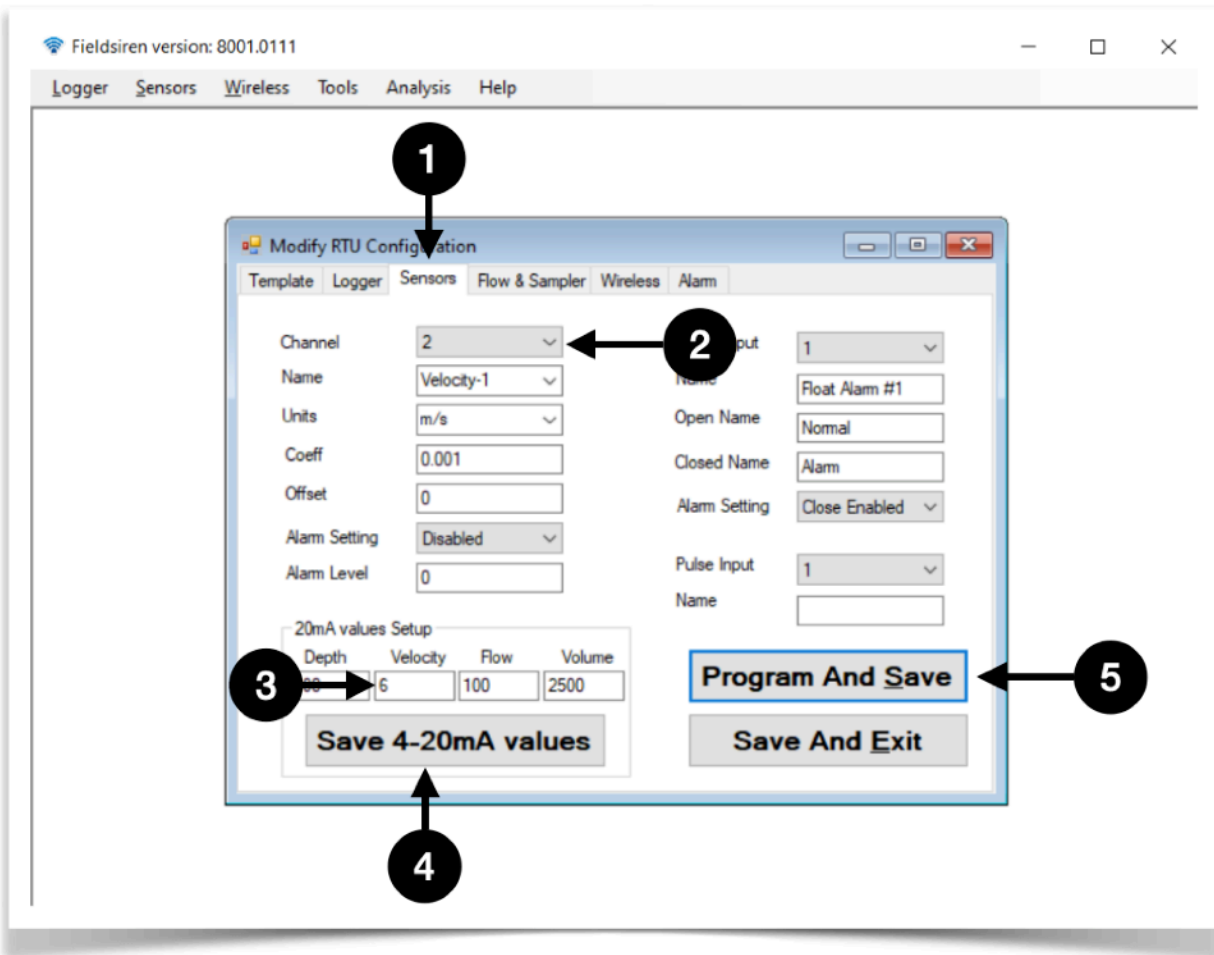 Fieldsiren version: 8001.0111
Logger Sensors Wireless Tools Analysis Help
1
Modify RTU Configuration
Template Logger Sensors Flow & Sampler Wireless Alarm
Channel 2
2
Name Velocity-1
Units m/s
Coeff 0.001
Offset 0
Alarm Setting Disabled
Alarm Level 0
1
Name Float Alarm #1
Open Name Normal
Closed Name Alarm
Alarm Setting Close Enabled
Pulse Input 1
Name
20mA values Setup
Depth Velocity Flow Volume
3
6 100 2500
Save 4-20mA values
4
Program And Save
5
Save And Exit